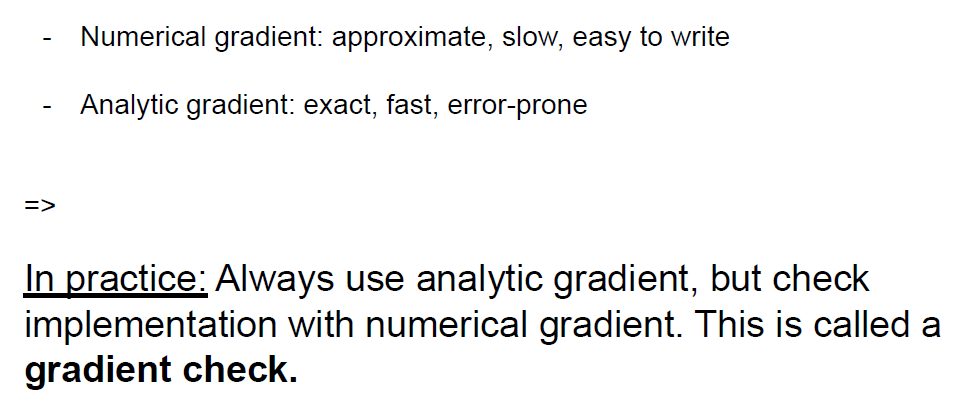 - Numerical gradient: approximate, slow, easy to write
- Analytic gradient: exact, fast, error-prone
=>
In practice: Always use analytic gradient, but check
implementation with numerical gradient. This is called a
gradient check.